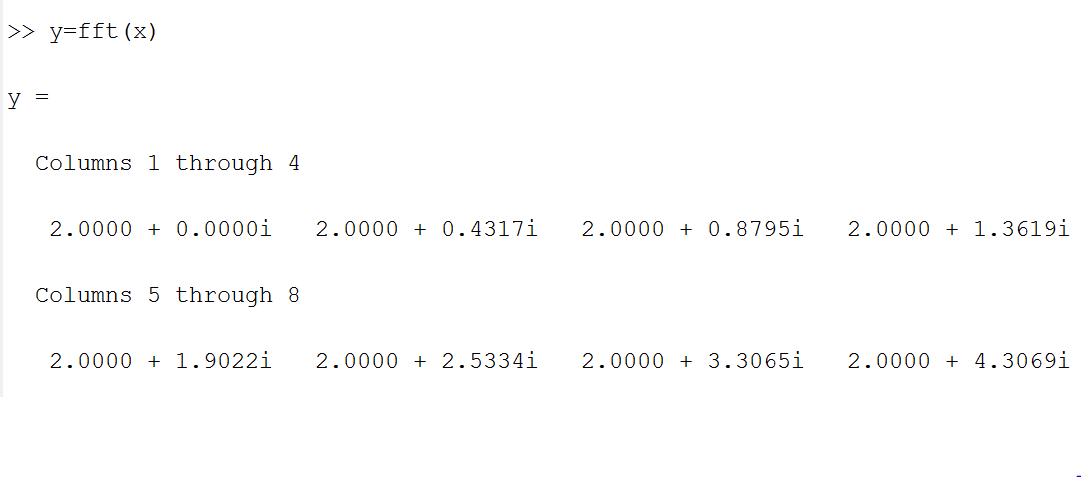 >> y=fft(x)
y =
Columns 1 through 4
2.0000 + 0.0000i 2.0000 + 0.4317i 2.0000 + 0.8795i 2.0000 + 1.3619i
Columns 5 through 8
2.0000 + 1.9022i 2.0000 + 2.5334i 2.0000 + 3.3065i 2.0000 + 4.3069i